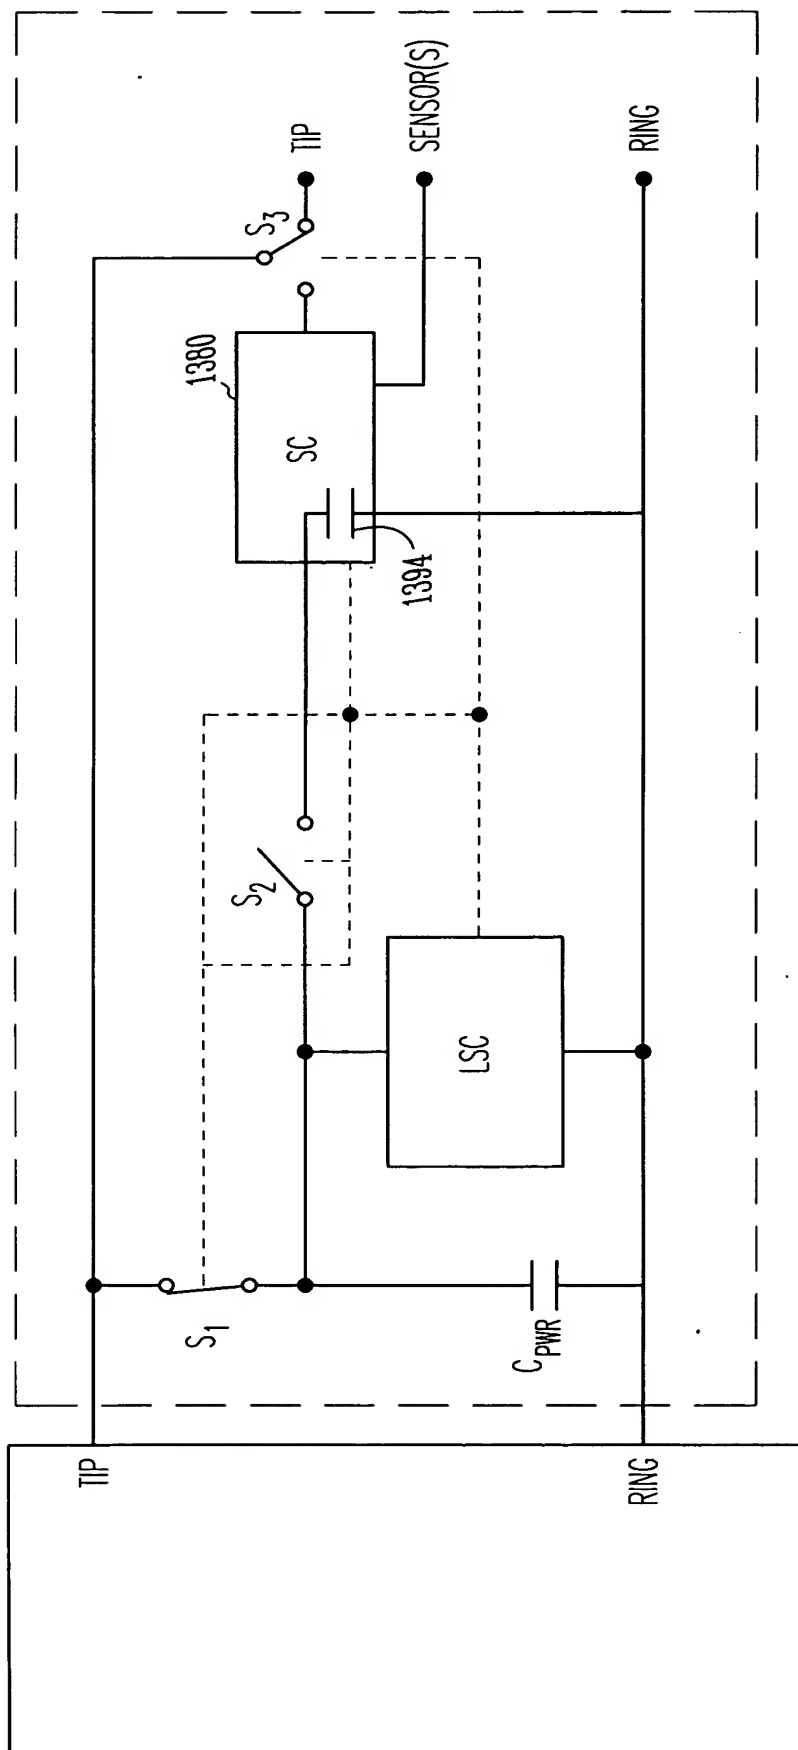 TIP
RING
S1
CPWR
LSC
S2
1380
SC
1394
S3
TIP
SENSOR(S)
RING